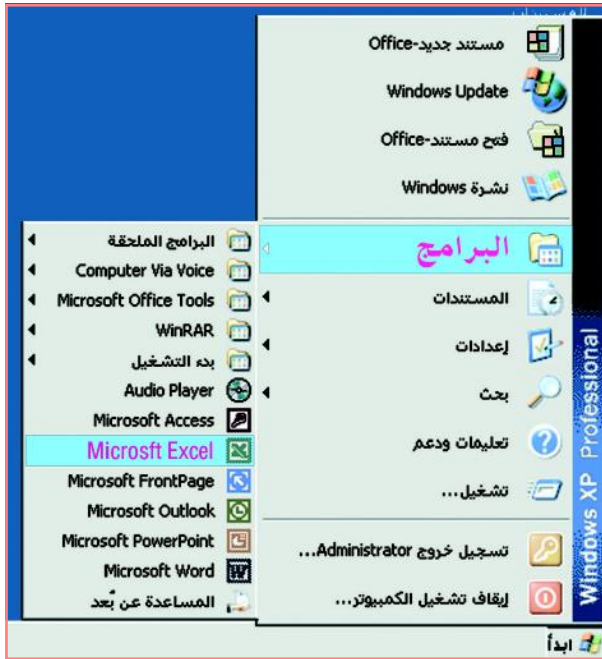 المستندات
مستند جديد-Office
Windows Update
فتح مستند-Office
نشرة Windows
البرامج
المستندات
إعدادات
بحث
تعليمات ودعم
تشغيل...
تسجيل خروج Administrator...
إيقاف تشغيل الكمبيوتر...
Windows XP Professional
البرامج الملحقة
Computer Via Voice
Microsoft Office Tools
WinRAR
بدء التشغيل
Audio Player
Microsoft Access
Microsft Excel
Microsoft FrontPage
Microsoft Outlook
Microsoft PowerPoint
Microsoft Word
المساعدة عن بُعد
ابدأ